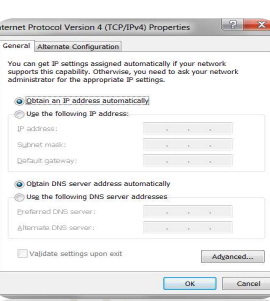 nternet Protocol Version 4 (TCP/IPv4) Properties
General Alternate Configuration
You can get IP settings assigned automatically if your network
supports this capability. Otherwise, you need to ask your network
administrator for the appropriate IP settings.
Obtain an IP address automatically
Use the following IP address:
IP address:
Subnet mask:
Default gateway:
Obtain DNS server address automatically
Use the following DNS server addresses
Preferred DNS server:
Alternate DNS server:
Validate settings upon exit
Advanced...
OK Cancel